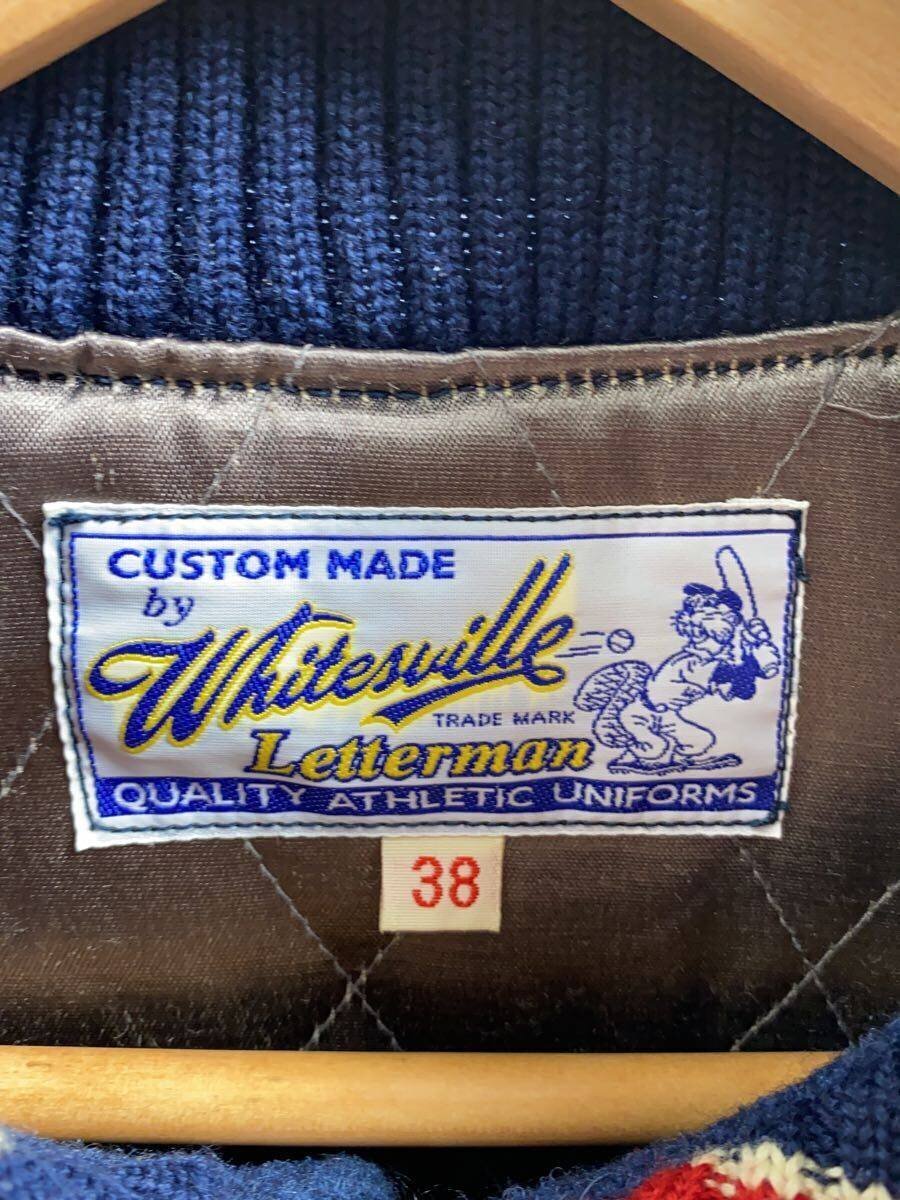 CUSTOM MADE
by
Whitesville
TRADE MARK
Letterman
QUALITY ATHLETIC UNIFORMS
38